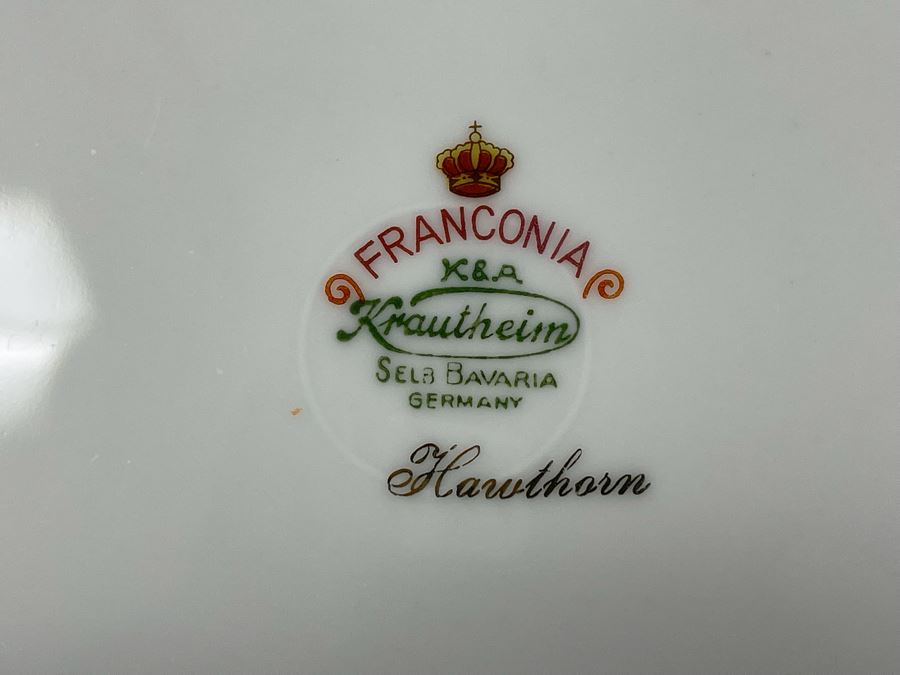 FRANCONIA
K&A
Krautheim
SELB BAVARIA
GERMANY
Hawthorn